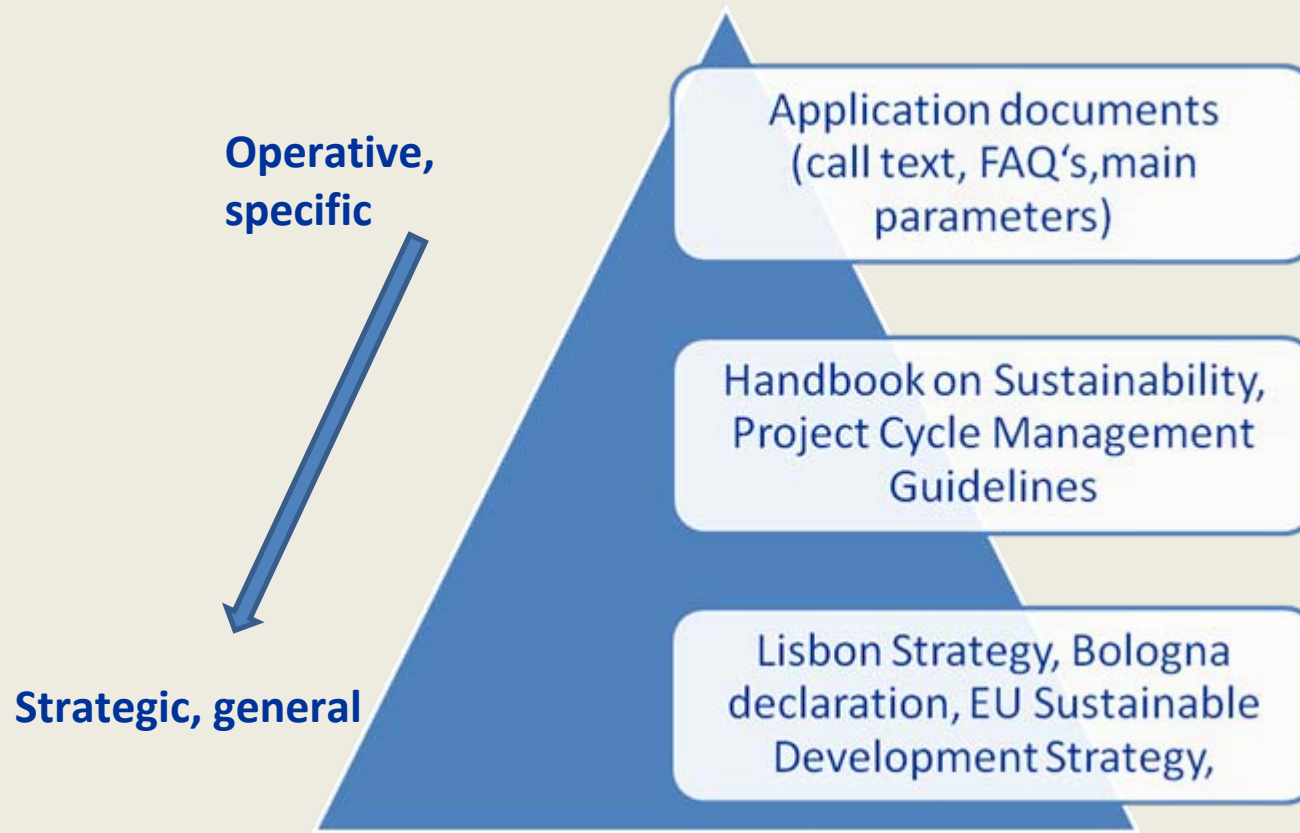 Operative,
specific
Application documents
(call text, FAQ‘s,main
parameters)
Handbook on Sustainability,
Project Cycle Management
Guidelines
Strategic, general
Lisbon Strategy, Bologna
declaration, EU Sustainable
Development Strategy,